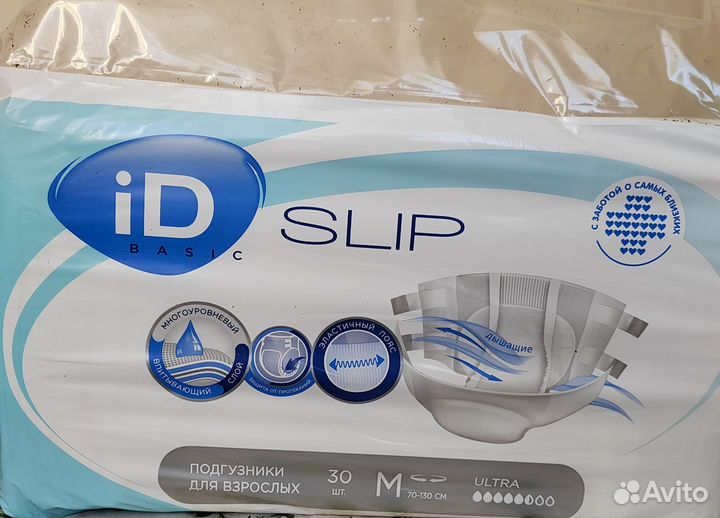 iD
BASIC
SLIP
С ЗАБОТОЙ О САМЫХ БЛИЗКИХ
МНОГОУРОВНЕВЫЙ
ВПИТЫВАЮЩИЙ СЛОЙ
ЗАЩИТА ОТ ПРОТЕКАНИЙ
ЭЛАСТИЧНЫЙ ПОЯС
дышащие
ПОДГУЗНИКИ
ДЛЯ ВЗРОСЛЫХ
30
ШТ.
M
70-130 СМ
ULTRA
Avito